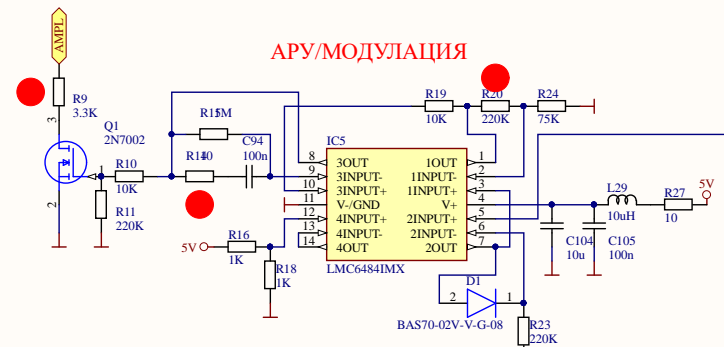 AMPL
АРУ/МОДУЛАЦИЯ
R9
3.3K
3
Q1
2N7002
1
2
R10
10K
R11
220K
R15
1M
R14
C94
100n
R19
10K
R20
220K
R24
75K
IC5
8 3OUT 1OUT 1
9 3INPUT- 1INPUT- 2
10 3INPUT+ 1INPUT+ 3
11 V-/GND V+ 4
12 4INPUT+ 2INPUT+ 5
13 4INPUT- 2INPUT- 6
14 4OUT 2OUT 7
LMC6484IMX
5V
R16
1K
R18
1K
L29
10uH
R27
10
5V
C104
10u
C105
100n
D1
2 1
BAS70-02V-V-G-08
R23
220K